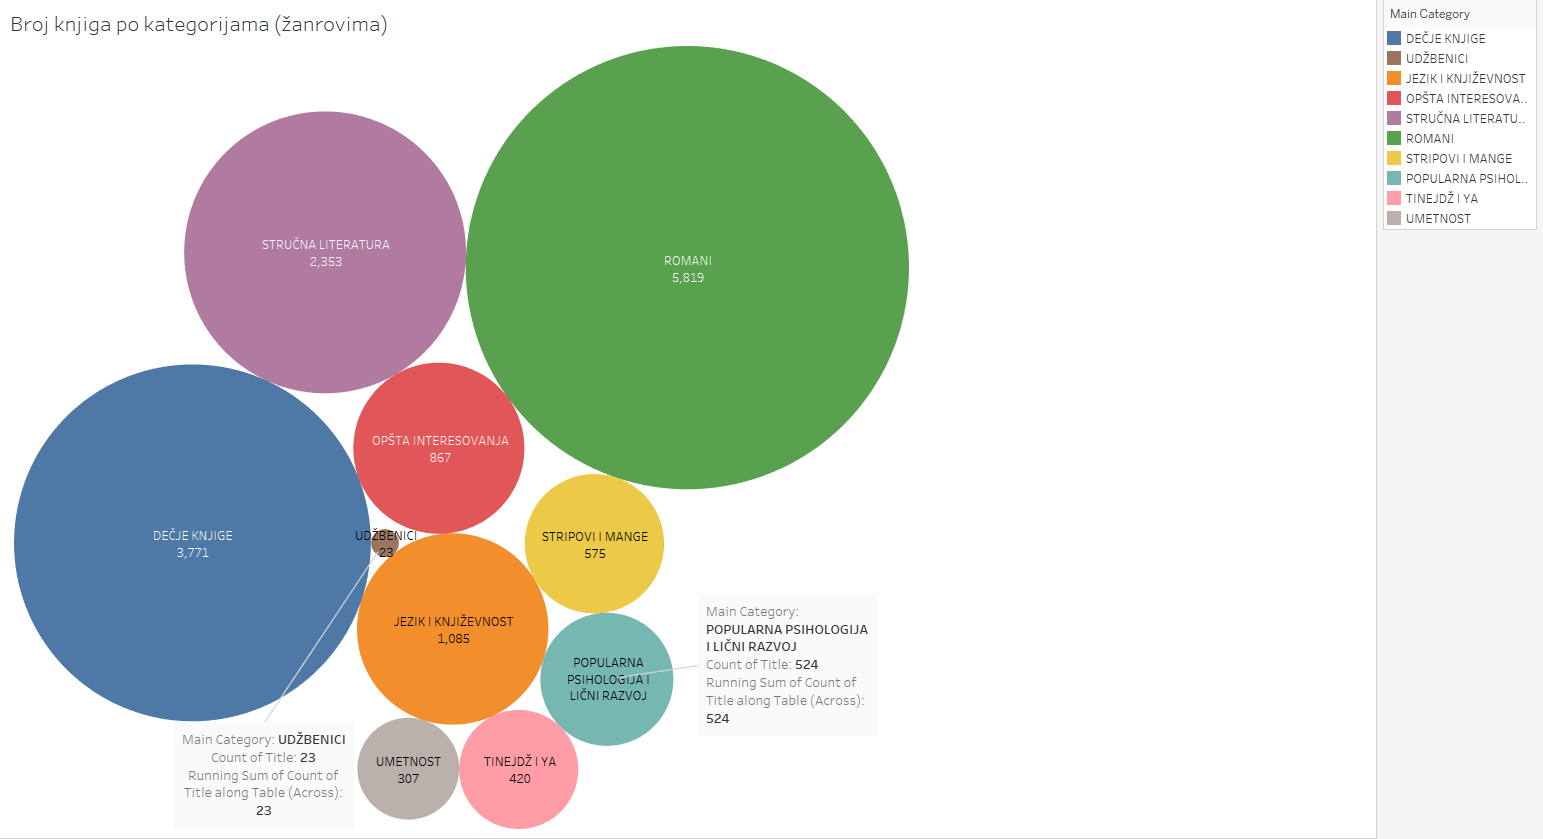 Broj knjiga po kategorijama (žanrovima)
STRUČNA LITERATURA
2,353
ROMANI
5,819
OPŠTA INTERESOVANJA
867
DEČJE KNJIGE
3,771
UDŽBENICI
23
STRIPOVI I MANGE
575
JEZIK I KNJIŽEVNOST
1,085
POPULARNA
PSIHOLOGIJA I
LIČNI RAZVOJ
Main Category:
POPULARNA PSIHOLOGIJA
I LIČNI RAZVOJ
Count of Title: 524
Running Sum of Count of
Title along Table (Across):
524
Main Category: UDŽBENICI
Count of Title: 23
Running Sum of Count of
Title along Table (Across):
23
UMETNOST
307
TINEJDŽ I YA
420
Main Category
DEČJE KNJIGE
UDŽBENICI
JEZIK I KNJIŽEVNOST
OPŠTA INTERESOVA..
STRUČNA LITERATU..
ROMANI
STRIPOVI I MANGE
POPULARNA PSIHOL..
TINEJDŽ I YA
UMETNOST